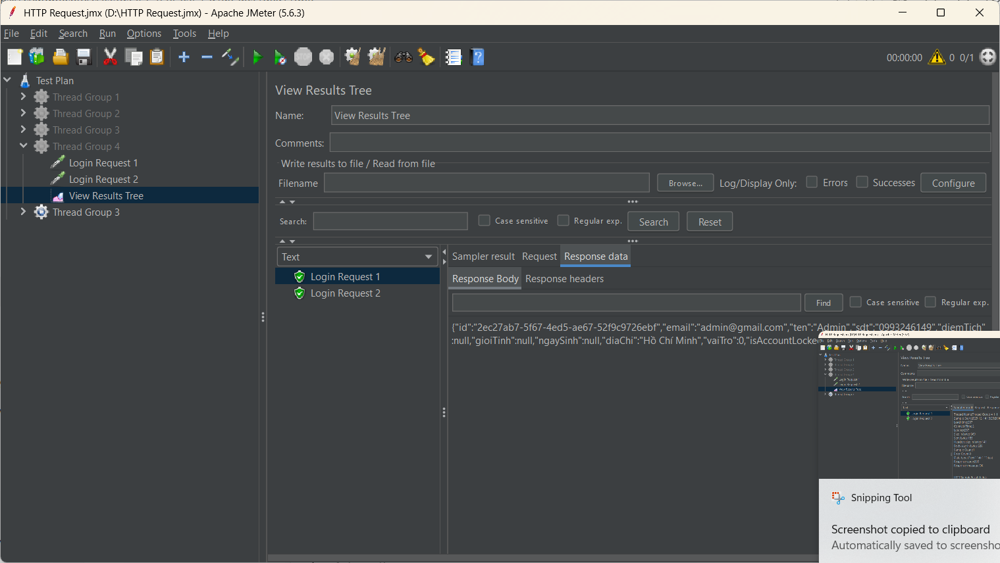 HTTP Request.jmx (D:\HTTP Request.jmx) - Apache JMeter (5.6.3)
File Edit Search Run Options Tools Help
00:00:00 0 0/1
Test Plan
Thread Group 1
Thread Group 2
Thread Group 3
Thread Group 4
Login Request 1
Login Request 2
View Results Tree
Thread Group 3
View Results Tree
Name: View Results Tree
Comments:
Write results to file / Read from file
Filename Browse... Log/Display Only: Errors Successes Configure
Search: Case sensitive Regular exp. Search Reset
Text
Login Request 1
Login Request 2
Sampler result Request Response data
Response Body Response headers
Find Case sensitive Regular exp.
{"id":"2ec27ab7-5f67-4ed5-ae67-52f9c9726ebf","email":"admin@gmail.com","ten":"Admin","sdt":"0993246149","diemTich"
:null,"gioiTinh":null,"ngaySinh":null,"diaChi":"Hồ Chí Minh","vaiTro":0,"isAccountLocke
Snipping Tool
Screenshot copied to clipboard
Automatically saved to screensho